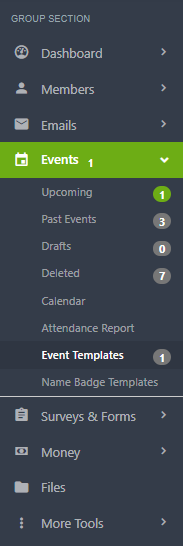 GROUP SECTION
Dashboard
Members
Emails
Events 1
Upcoming 1
Past Events 3
Drafts 0
Deleted 7
Calendar
Attendance Report
Event Templates 1
Name Badge Templates
Surveys & Forms
Money
Files
More Tools